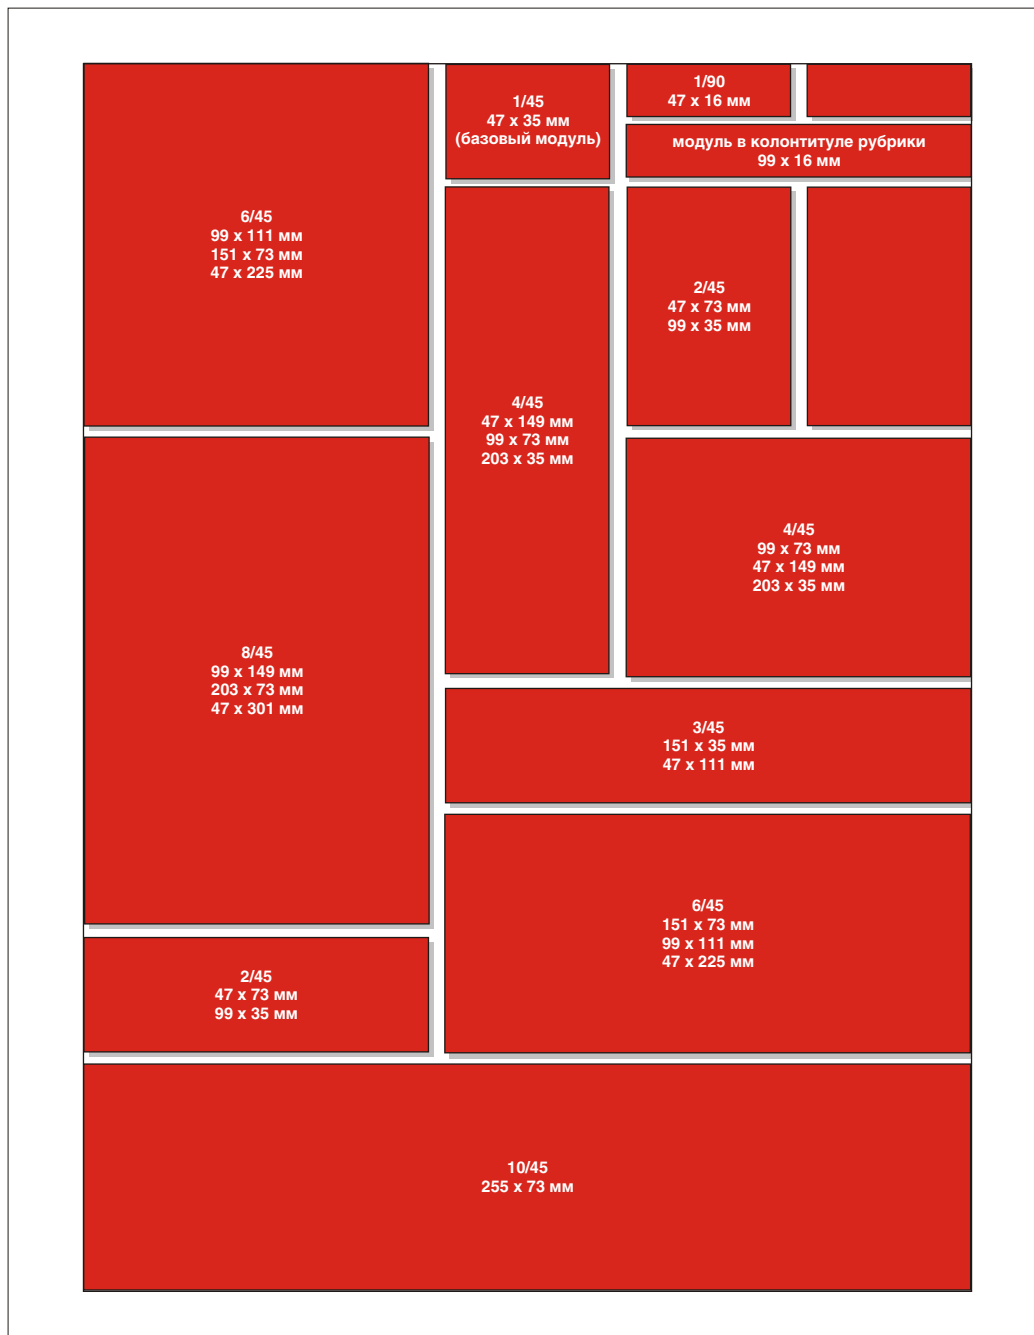 6/45
99 x 111 мм
151 x 73 мм
47 x 225 мм
1/45
47 x 35 мм
(базовый модуль)
1/90
47 x 16 мм
модуль в колонтитуле рубрики
99 x 16 мм
4/45
47 x 149 мм
99 x 73 мм
203 x 35 мм
2/45
47 x 73 мм
99 x 35 мм
4/45
99 x 73 мм
47 x 149 мм
203 x 35 мм
8/45
99 x 149 мм
203 x 73 мм
47 x 301 мм
3/45
151 x 35 мм
47 x 111 мм
6/45
151 x 73 мм
99 x 111 мм
47 x 225 мм
2/45
47 x 73 мм
99 x 35 мм
10/45
255 x 73 мм